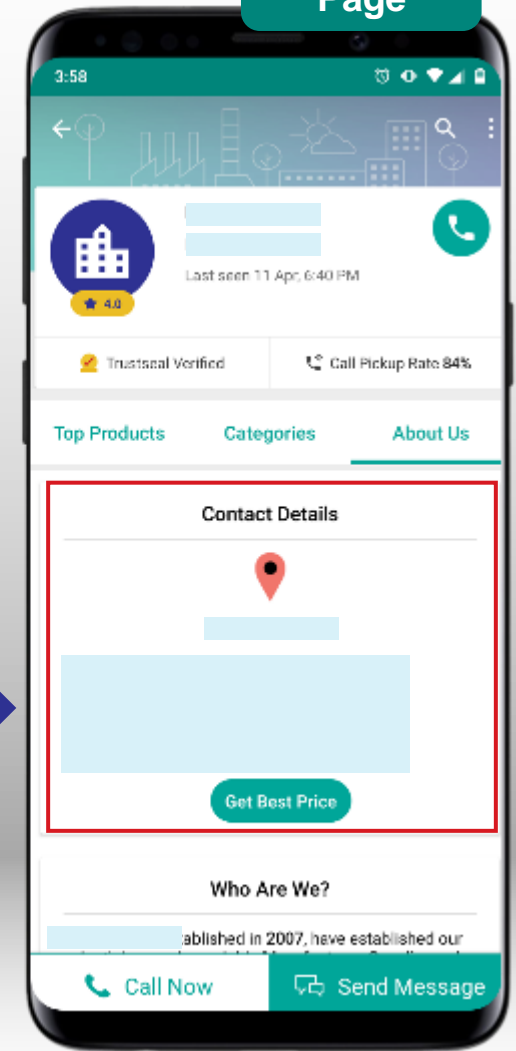 Page
3:58
Last seen 11 Apr, 6:40 PM
4.0
Trustseal Verified
Call Pickup Rate 84%
Top Products
Categories
About Us
Contact Details
Get Best Price
Who Are We?
ablished in 2007, have established our
Call Now
Send Message